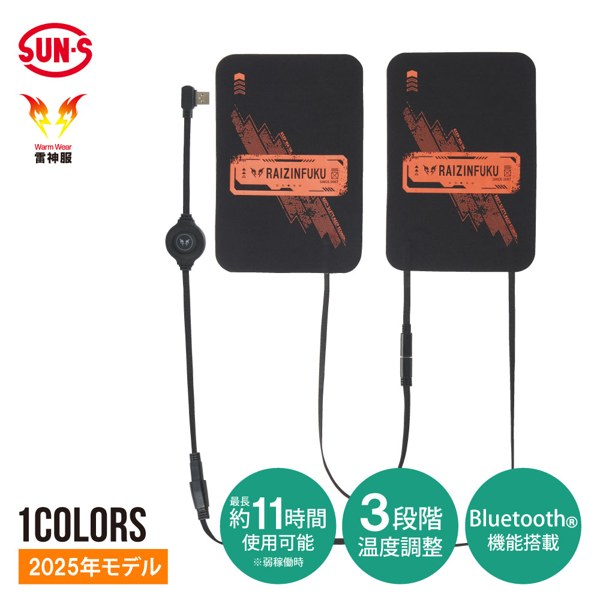 SUN-S
Warm Wear
雷神服
RAIZINFUKU
RAIZINFUKU
1COLORS
2025年モデル
最長
約11時間
使用可能
※弱稼働時
3段階
温度調整
Bluetooth®
機能搭載